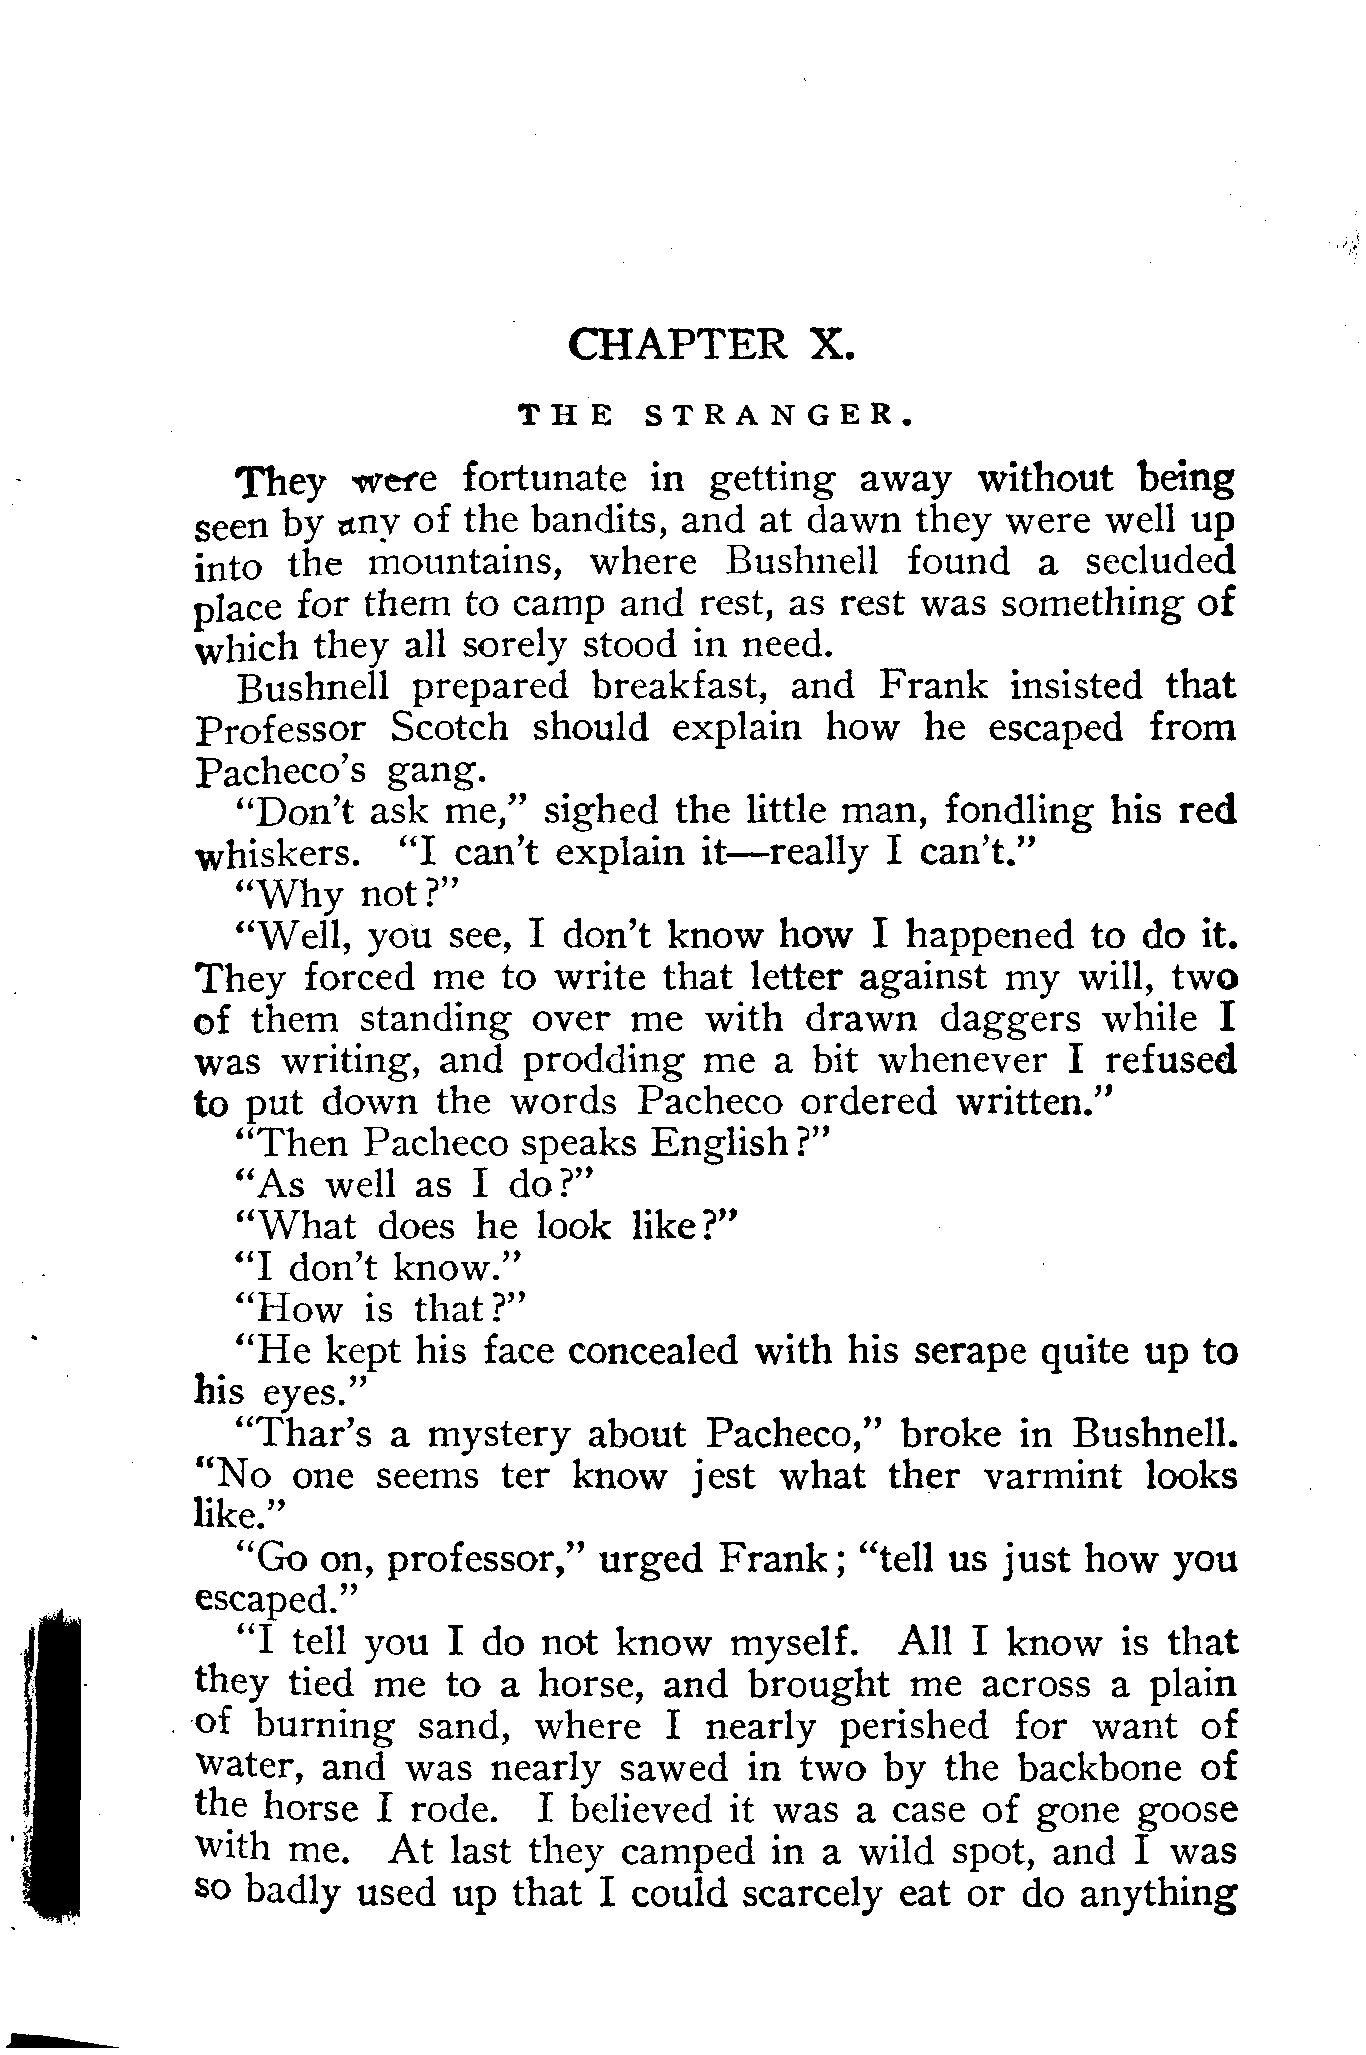 CHAPTER X.
THE STRANGER.
They were fortunate in getting away without being
seen by any of the bandits, and at dawn they were well up
into the mountains, where Bushnell found a secluded
place for them to camp and rest, as rest was something of
which they all sorely stood in need.
Bushnell prepared breakfast, and Frank insisted that
Professor Scotch should explain how he escaped from
Pacheco's gang.
“Don't ask me,” sighed the little man, fondling his red
whiskers. “I can't explain it—really I can't.”
“Why not?”
“Well, you see, I don't know how I happened to do it.
They forced me to write that letter against my will, two
of them standing over me with drawn daggers while I
was writing, and prodding me a bit whenever I refused
to put down the words Pacheco ordered written.”
“Then Pacheco speaks English?”
“As well as I do?”
“What does he look like?”
“I don't know.”
“How is that?”
“He kept his face concealed with his serape quite up to
his eyes.”
“Thar's a mystery about Pacheco,” broke in Bushnell.
“No one seems ter know jest what ther varmint looks
like.”
“Go on, professor,” urged Frank; “tell us just how you
escaped.”
“I tell you I do not know myself. All I know is that
they tied me to a horse, and brought me across a plain
of burning sand, where I nearly perished for want of
water, and was nearly sawed in two by the backbone of
the horse I rode. I believed it was a case of gone goose
with me. At last they camped in a wild spot, and I was
so badly used up that I could scarcely eat or do anything